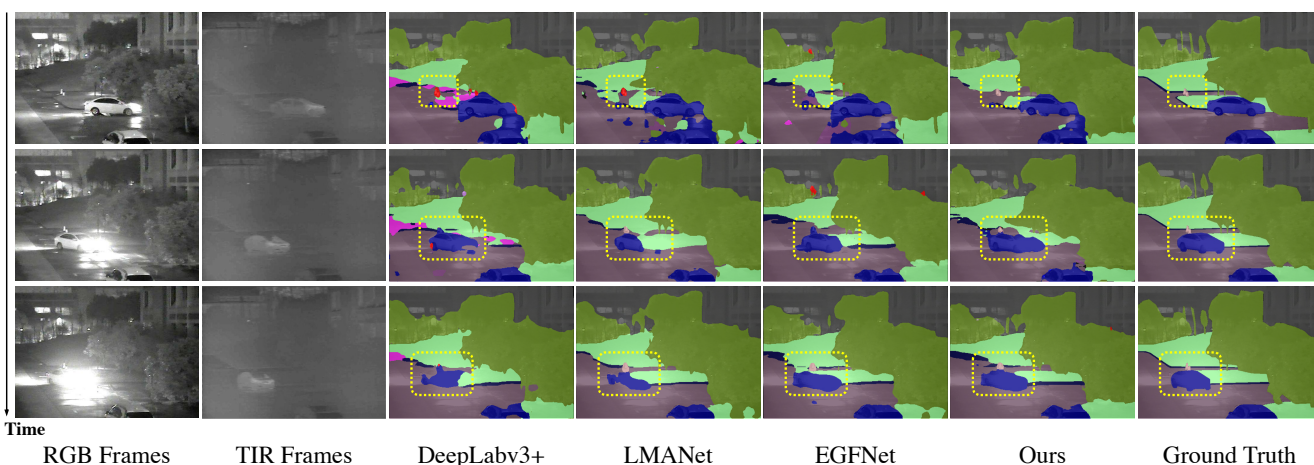 Time
RGB Frames TIR Frames DeepLabv3+ LMANet EGFNet Ours Ground Truth